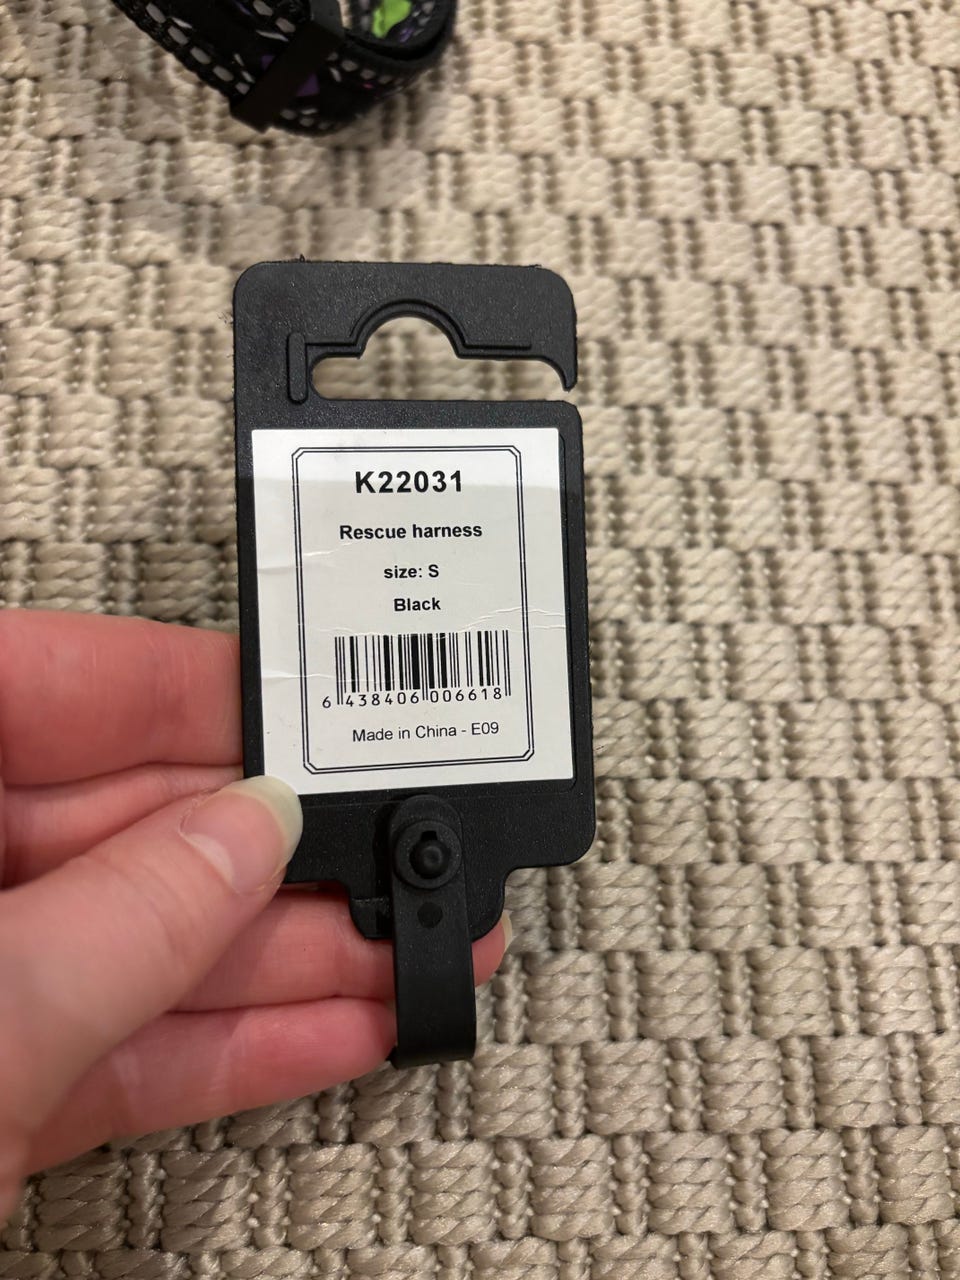 K22031
Rescue harness
size: S
Black
6 438406 006618
Made in China - E09